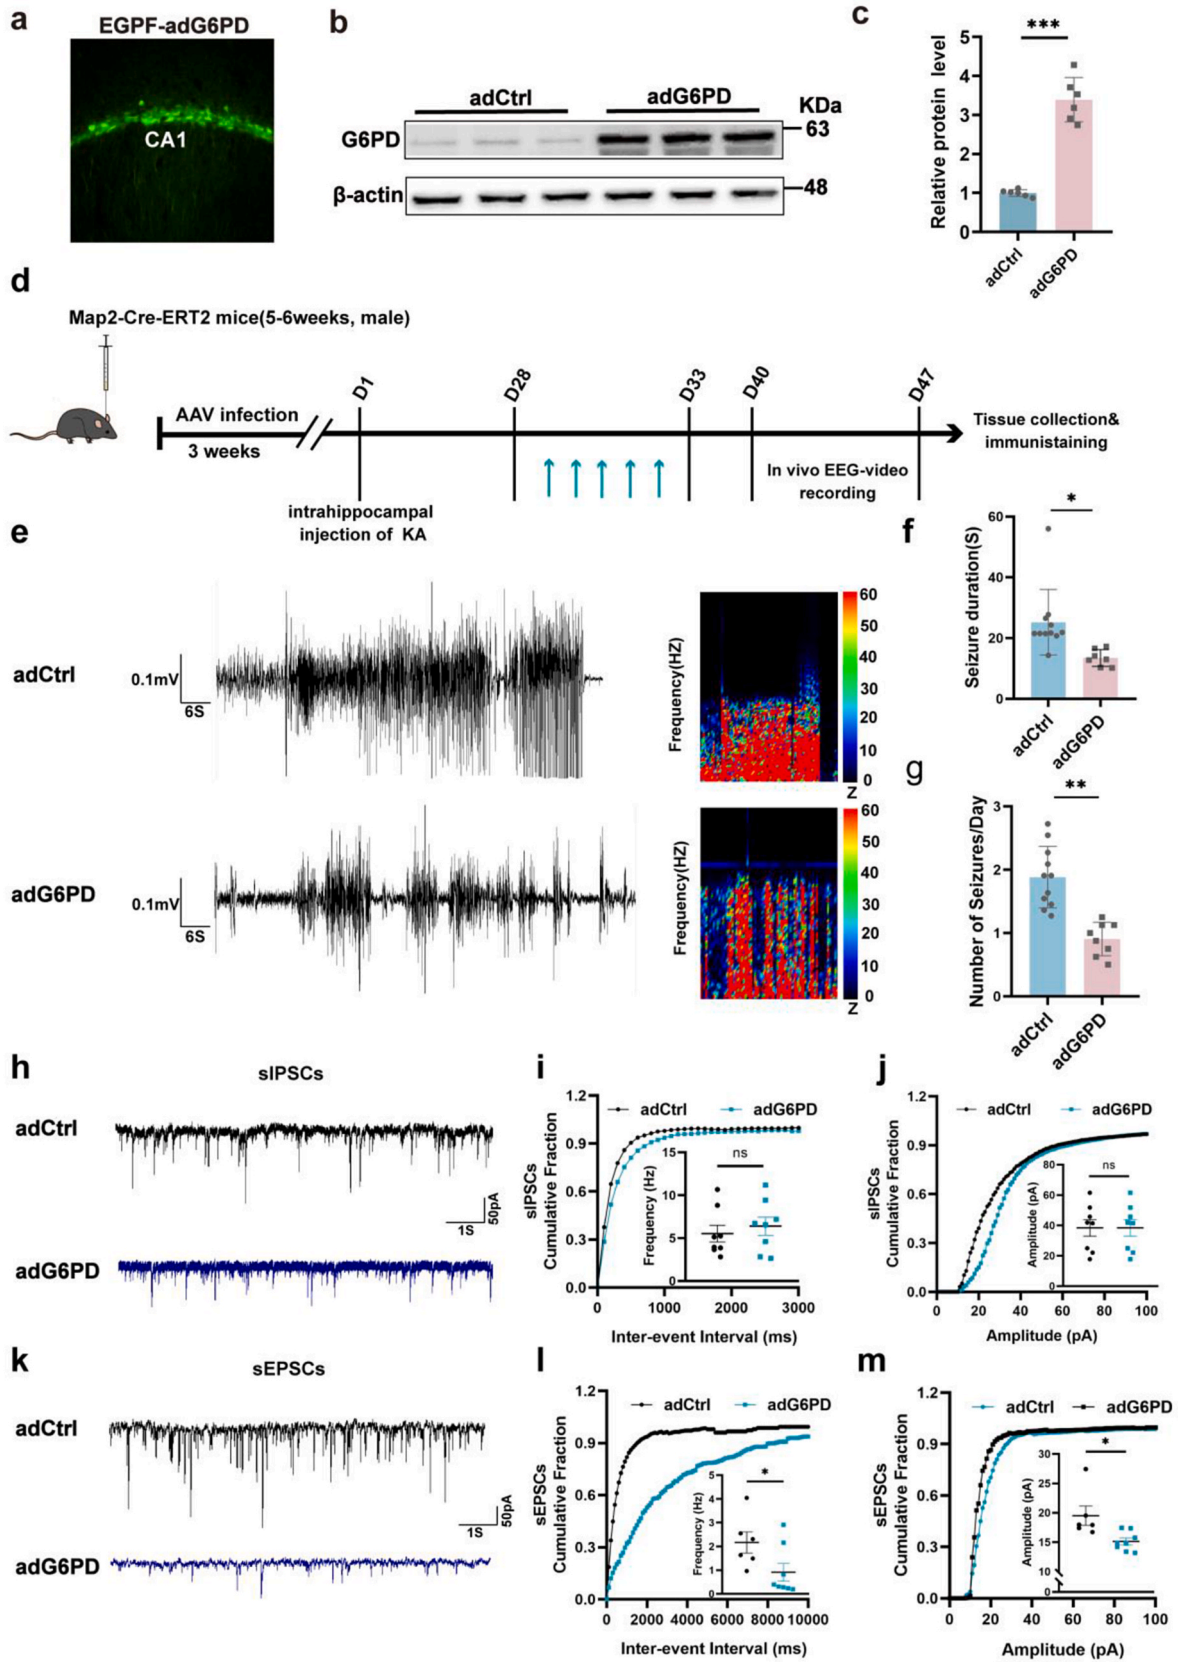 a
EGPF-adG6PD
CA1
b
adCtrl
adG6PD
KDa
G6PD
63
β-actin
48
c
***
Relative protein level
5
4
3
2
1
0
adCtrl
adG6PD
d
Map2-Cre-ERT2 mice(5-6weeks, male)
AAV infection
3 weeks
D1
D28
D33
D40
D47
intrahippocampal
injection of KA
In vivo EEG-video
recording
Tissue collection&
immunistaining
e
adCtrl
0.1mV
6S
Frequency(HZ)
60
50
40
30
20
10
0
Z
adG6PD
0.1mV
6S
Frequency(HZ)
60
50
40
30
20
10
0
Z
f
*
Seizure duration(S)
60
40
20
0
adCtrl
adG6PD
g
**
Number of Seizures/Day
3
2
1
0
adCtrl
adG6PD
h
sIPSCs
adCtrl
50pA
1S
adG6PD
i
sIPSCs
Cumulative Fraction
1.2
0.9
0.6
0.3
0.0
adCtrl
adG6PD
Frequency (Hz)
15
10
5
0
ns
0
1000
2000
3000
Inter-event Interval (ms)
j
sIPSCs
Cumulative Fraction
1.2
0.9
0.6
0.3
0.0
adCtrl
adG6PD
Amplitude (pA)
80
60
40
20
0
ns
0
20
40
60
80
100
Amplitude (pA)
k
sEPSCs
adCtrl
50pA
1S
adG6PD
l
sEPSCs
Cumulative Fraction
1.2
0.9
0.6
0.3
0.0
adCtrl
adG6PD
Frequency (Hz)
5
4
3
2
1
0
*
0
2000
4000
6000
8000
10000
Inter-event Interval (ms)
m
sEPSCs
Cumulative Fraction
1.2
0.9
0.6
0.3
0.0
adCtrl
adG6PD
Amplitude (pA)
30
25
20
15
10
0
*
0
20
40
60
80
100
Amplitude (pA)